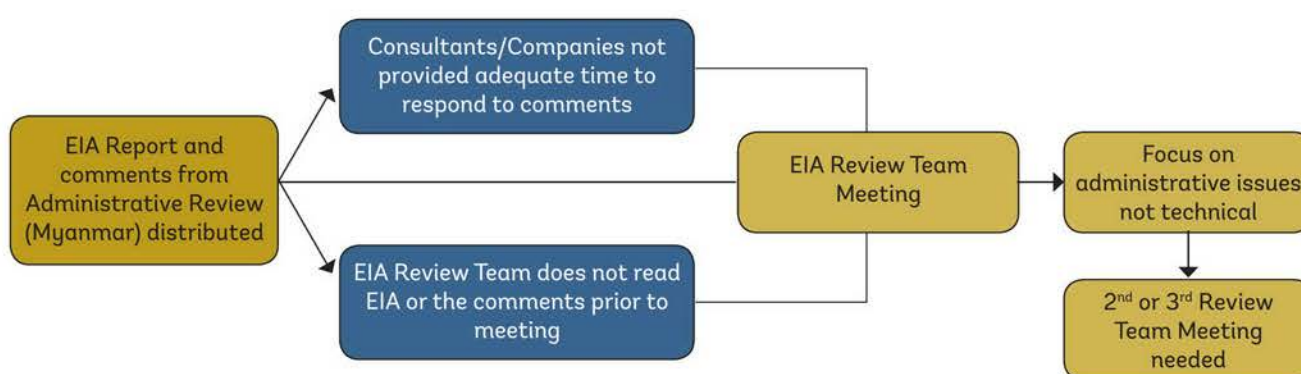 EIA Report and
comments from
Administrative Review
(Myanmar) distributed
Consultants/Companies not
provided adequate time to
respond to comments
EIA Review Team does not read
EIA or the comments prior to
meeting
EIA Review Team
Meeting
Focus on
administrative issues
not technical
2nd or 3rd Review
Team Meeting
needed